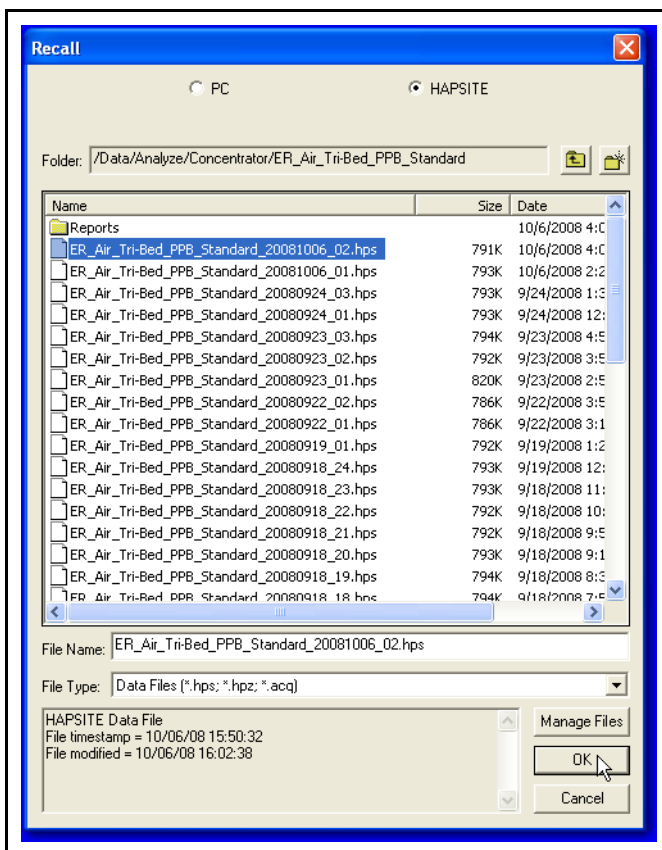 Recall
PC HAPSITE
Folder: /Data/Analyze/Concentrator/ER_Air_Tri-Bed_PPB_Standard
Name Size Date
Reports 10/6/2008 4:0
ER_Air_Tri-Bed_PPB_Standard_20081006_02.hps 791K 10/6/2008 4:0
ER_Air_Tri-Bed_PPB_Standard_20081006_01.hps 793K 10/6/2008 2:2
ER_Air_Tri-Bed_PPB_Standard_20080924_03.hps 793K 9/24/2008 1:3
ER_Air_Tri-Bed_PPB_Standard_20080924_01.hps 793K 9/24/2008 12:
ER_Air_Tri-Bed_PPB_Standard_20080923_03.hps 794K 9/23/2008 4:5
ER_Air_Tri-Bed_PPB_Standard_20080923_02.hps 792K 9/23/2008 3:5
ER_Air_Tri-Bed_PPB_Standard_20080923_01.hps 820K 9/23/2008 2:5
ER_Air_Tri-Bed_PPB_Standard_20080922_02.hps 786K 9/22/2008 3:5
ER_Air_Tri-Bed_PPB_Standard_20080922_01.hps 786K 9/22/2008 3:1
ER_Air_Tri-Bed_PPB_Standard_20080919_01.hps 792K 9/19/2008 1:2
ER_Air_Tri-Bed_PPB_Standard_20080918_24.hps 793K 9/19/2008 12:
ER_Air_Tri-Bed_PPB_Standard_20080918_23.hps 793K 9/18/2008 11:
ER_Air_Tri-Bed_PPB_Standard_20080918_22.hps 792K 9/18/2008 10:
ER_Air_Tri-Bed_PPB_Standard_20080918_21.hps 792K 9/18/2008 9:5
ER_Air_Tri-Bed_PPB_Standard_20080918_20.hps 793K 9/18/2008 9:1
ER_Air_Tri-Bed_PPB_Standard_20080918_19.hps 794K 9/18/2008 8:3
ER_Air_Tri-Bed_PPB_Standard_20080918_18.hps 794K 9/18/2008 7:5
File Name: ER_Air_Tri-Bed_PPB_Standard_20081006_02.hps
File Type: Data Files (*.hps; *.hpz; *.acq)
HAPSITE Data File
File timestamp = 10/06/08 15:50:32
File modified = 10/06/08 16:02:38
Manage Files
OK
Cancel